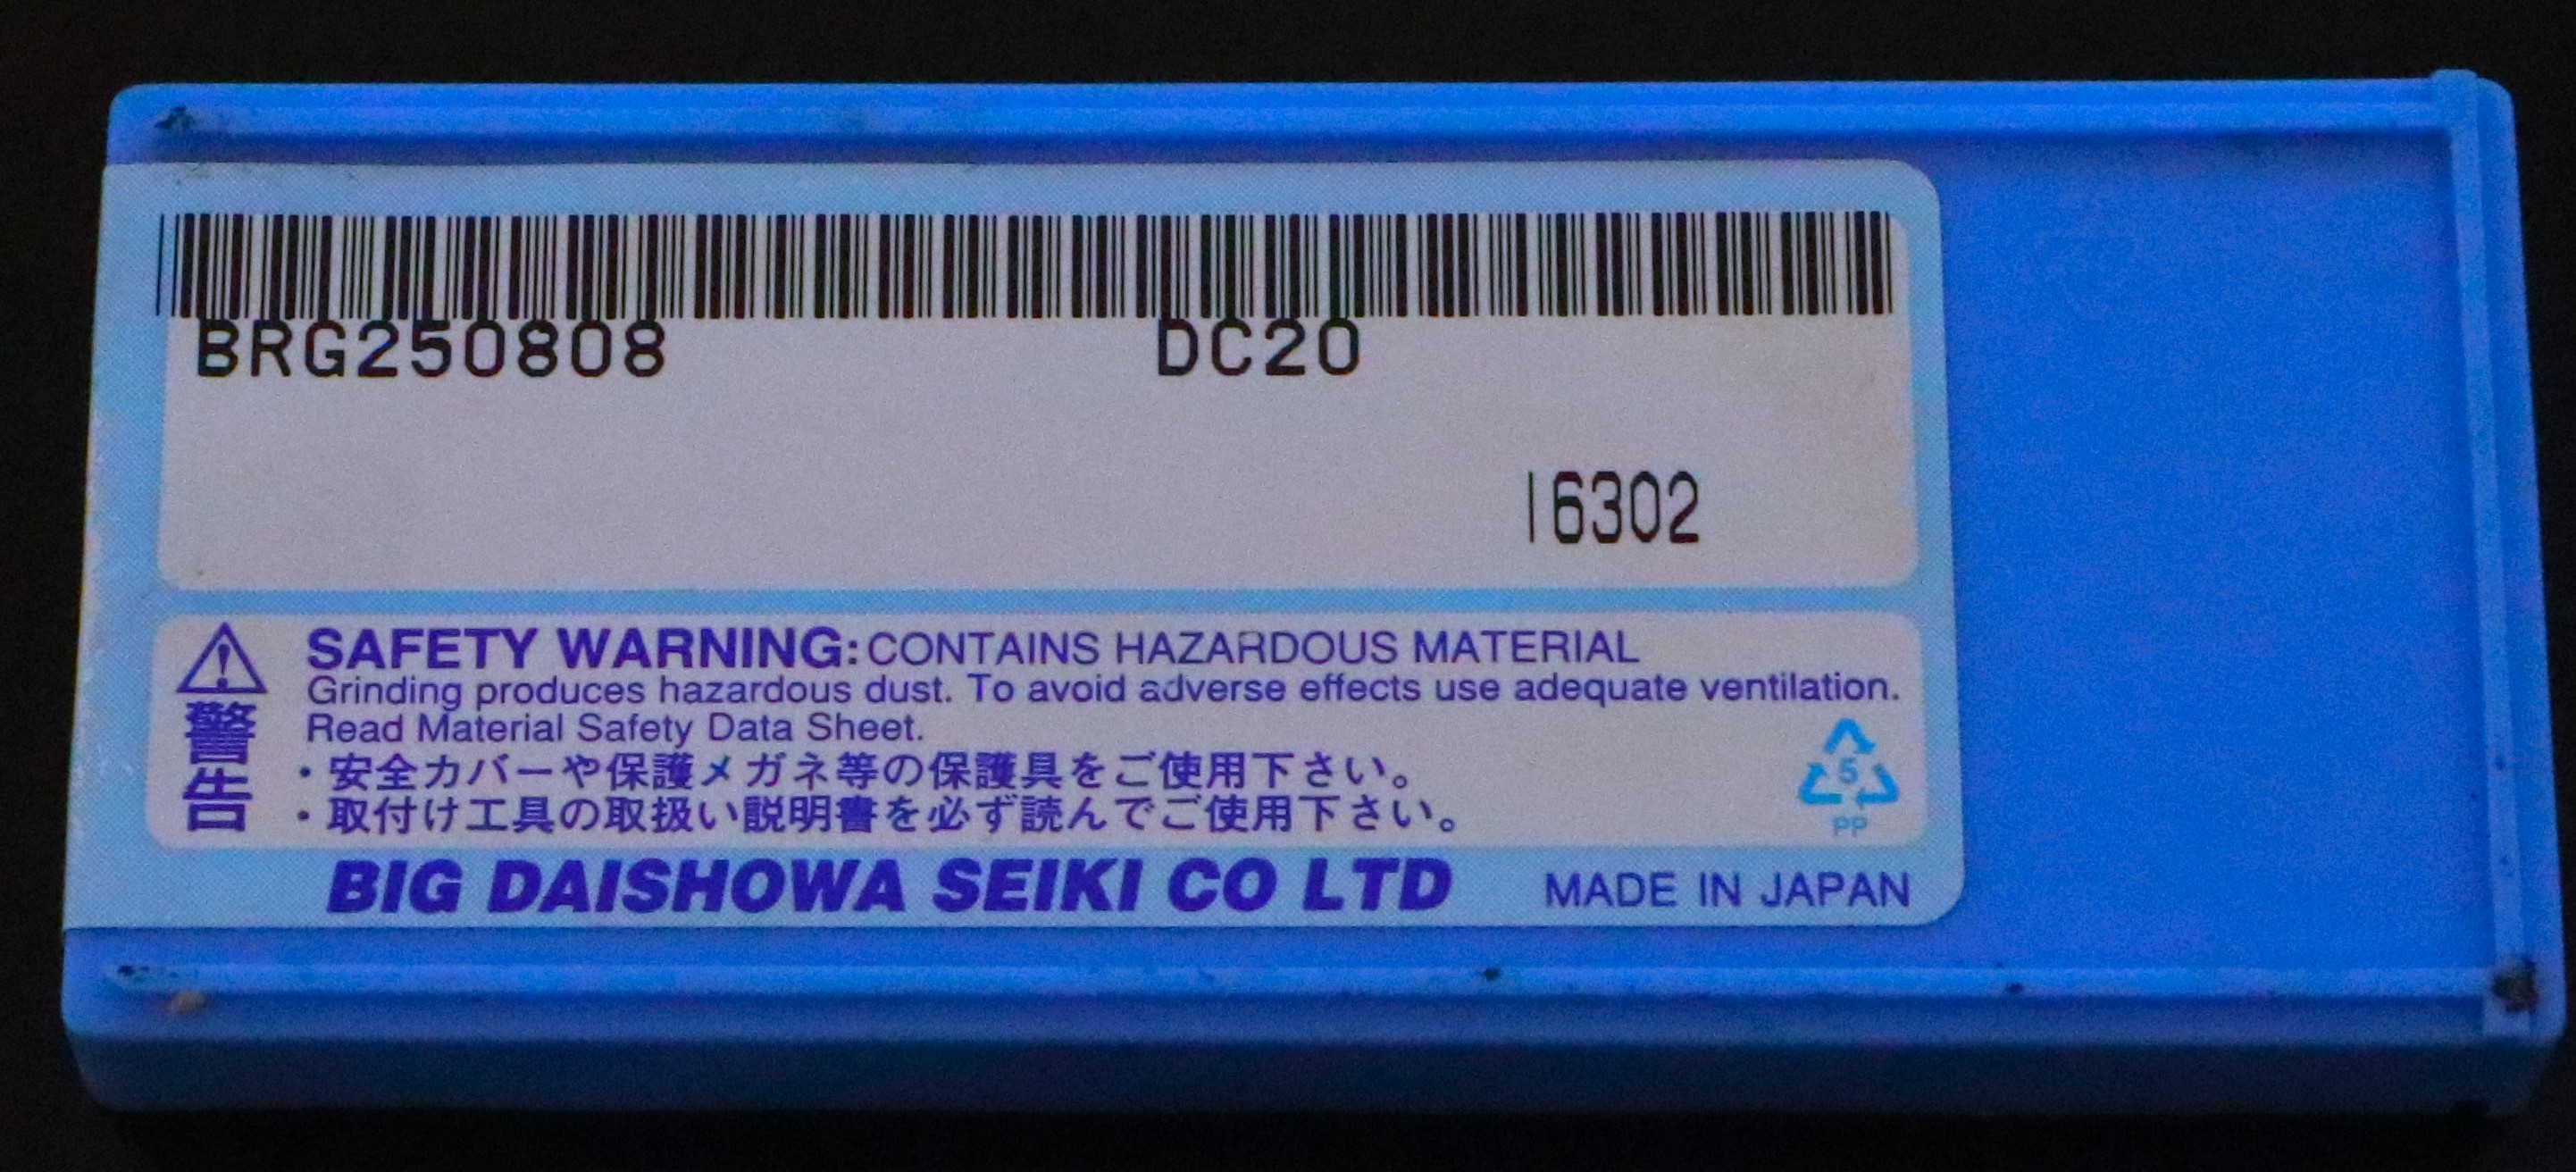 BRG250808 DC20
16302
SAFETY WARNING: CONTAINS HAZARDOUS MATERIAL
Grinding produces hazardous dust. To avoid adverse effects use adequate ventilation.
Read Material Safety Data Sheet.
警告
・安全カバーや保護メガネ等の保護具をご使用下さい。
・取付け工具の取扱い説明書を必ず読んでご使用下さい。
5
PP
BIG DAISHOWA SEIKI CO LTD MADE IN JAPAN